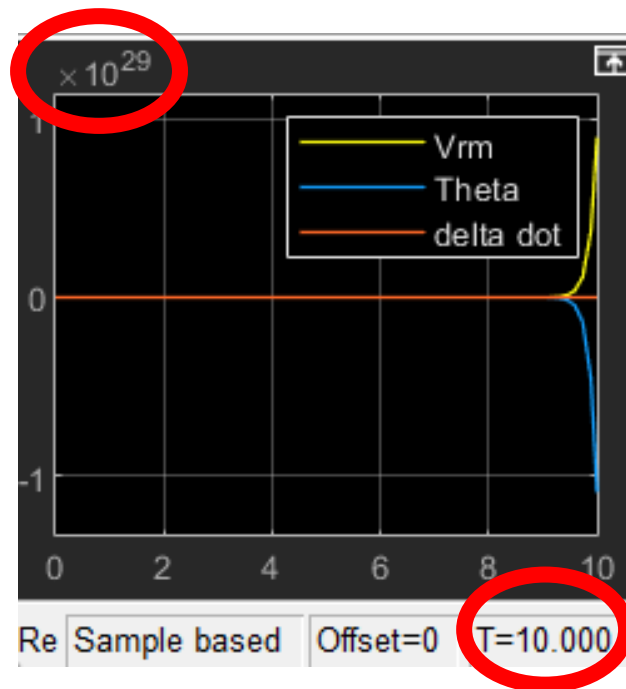 × 10^29
1
Vrm
Theta
delta dot
0
-1
0 2 4 6 8 10
Re Sample based Offset=0 T=10.000